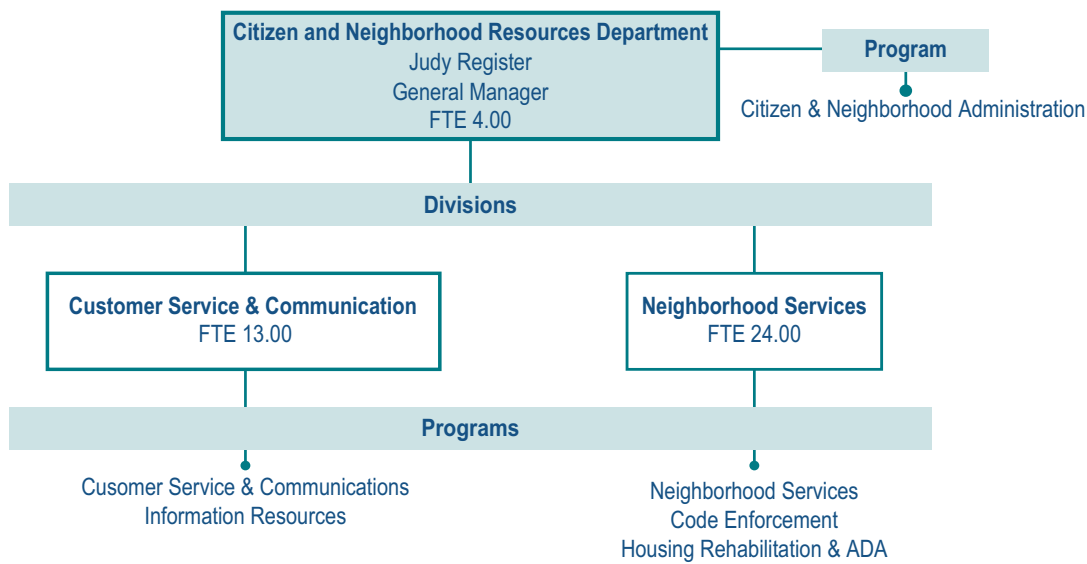 Citizen and Neighborhood Resources Department
Judy Register
General Manager
FTE 4.00
Program
Citizen & Neighborhood Administration
Divisions
Customer Service & Communication
FTE 13.00
Neighborhood Services
FTE 24.00
Programs
Cusomer Service & Communications
Information Resources
Neighborhood Services
Code Enforcement
Housing Rehabilitation & ADA